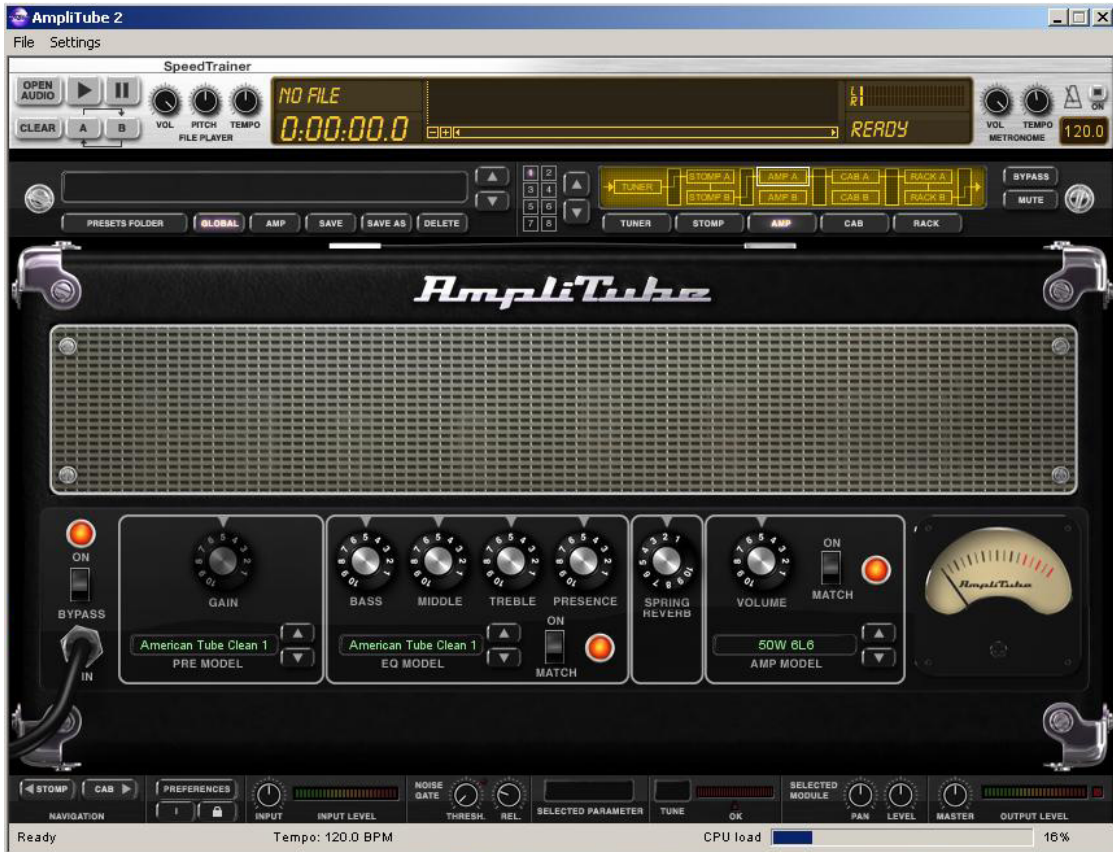 AmpliTube 2
File Settings
SpeedTrainer
OPEN AUDIO
CLEAR A B
VOL PITCH TEMPO
FILE PLAYER
NO FILE
0:00:00.0
L
R
READY
VOL TEMPO
METRONOME
ON
120.0
PRESETS FOLDER GLOBAL AMP SAVE SAVE AS DELETE
1 2
3 4
5 6
7 8
TUNER
STOMP A AMP A CAB A RACK A
STOMP B AMP B CAB B RACK B
TUNER STOMP AMP CAB RACK
BYPASS
MUTE
AmpliTube
ON
BYPASS
IN
GAIN
American Tube Clean 1
PRE MODEL
BASS MIDDLE TREBLE PRESENCE
American Tube Clean 1
EQ MODEL
ON
MATCH
SPRING
REVERB
VOLUME
ON
MATCH
50W 6L6
AMP MODEL
AmpliTube
STOMP CAB
NAVIGATION
PREFERENCES
INPUT INPUT LEVEL
NOISE
GATE
THRESH. REL.
SELECTED PARAMETER
TUNE OK
SELECTED
MODULE
PAN LEVEL
MASTER OUTPUT LEVEL
Ready Tempo: 120.0 BPM CPU load 16%